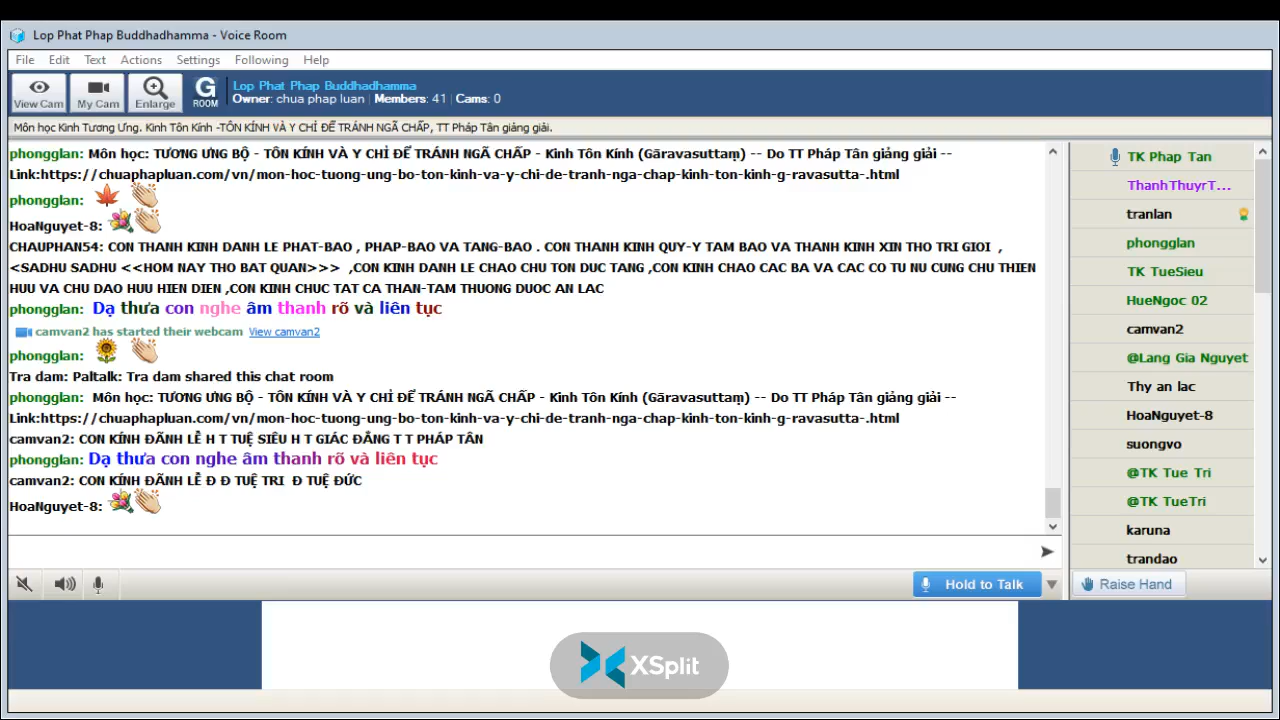 Lop Phat Phap Buddhadhamma - Voice Room
File Edit Text Actions Settings Following Help
View Cam My Cam Enlarge G ROOM
Lop Phat Phap Buddhadhamma
Owner: chua phap luan | Members: 41 | Cams: 0
Môn học Kinh Tương Ưng. Kinh Tôn Kính -TÔN KÍNH VÀ Y CHỈ ĐỂ TRÁNH NGÃ CHẤP, TT Pháp Tân giảng giải.
phongglan: Môn học: TƯƠNG ƯNG BỘ - TÔN KÍNH VÀ Y CHỈ ĐỂ TRÁNH NGÃ CHẤP - Kinh Tôn Kính (Gāravasuttaṃ) -- Do TT Pháp Tân giảng giải --
Link:https://chuaphapluan.com/vn/mon-hoc-tuong-ung-bo-ton-kinh-va-y-chi-de-tranh-nga-chap-kinh-ton-kinh-g-ravasutta-.html
phongglan:
HoaNguyet-8:
CHAUPHAN54: CON THANH KINH DANH LE PHAT-BAO , PHAP-BAO VA TANG-BAO . CON THANH KINH QUY-Y TAM BAO VA THANH KINH XIN THO TRI GIOI ,
<SADHU SADHU <<HOM NAY THO BAT QUAN>>> ,CON KINH DANH LE CHAO CHU TON DUC TANG ,CON KINH CHAO CAC BA VA CAC CO TU NU CUNG CHU THIEN
HUU VA CHU DAO HUU HIEN DIEN ,CON KINH CHUC TAT CA THAN-TAM THUONG DUOC AN LAC
phongglan: Dạ thưa con nghe âm thanh rõ và liên tục
camvan2 has started their webcam View camvan2
phongglan:
Tra dam: Paltalk: Tra dam shared this chat room
phongglan: Môn học: TƯƠNG ƯNG BỘ - TÔN KÍNH VÀ Y CHỈ ĐỂ TRÁNH NGÃ CHẤP - Kinh Tôn Kính (Gāravasuttaṃ) -- Do TT Pháp Tân giảng giải --
Link:https://chuaphapluan.com/vn/mon-hoc-tuong-ung-bo-ton-kinh-va-y-chi-de-tranh-nga-chap-kinh-ton-kinh-g-ravasutta-.html
camvan2: CON KÍNH ĐÃNH LỄ H T TUỆ SIÊU H T GIÁC ĐẲNG T T PHÁP TÂN
phongglan: Dạ thưa con nghe âm thanh rõ và liên tục
camvan2: CON KÍNH ĐÃNH LỄ Đ Đ TUỆ TRI Đ TUỆ ĐỨC
HoaNguyet-8:
TK Phap Tan
ThanhThuyrT...
tranlan
phongglan
TK TueSieu
HueNgoc 02
camvan2
@Lang Gia Nguyet
Thy an lac
HoaNguyet-8
suongvo
@TK Tue Tri
@TK TueTri
karuna
trandao
Hold to Talk
Raise Hand
XSplit